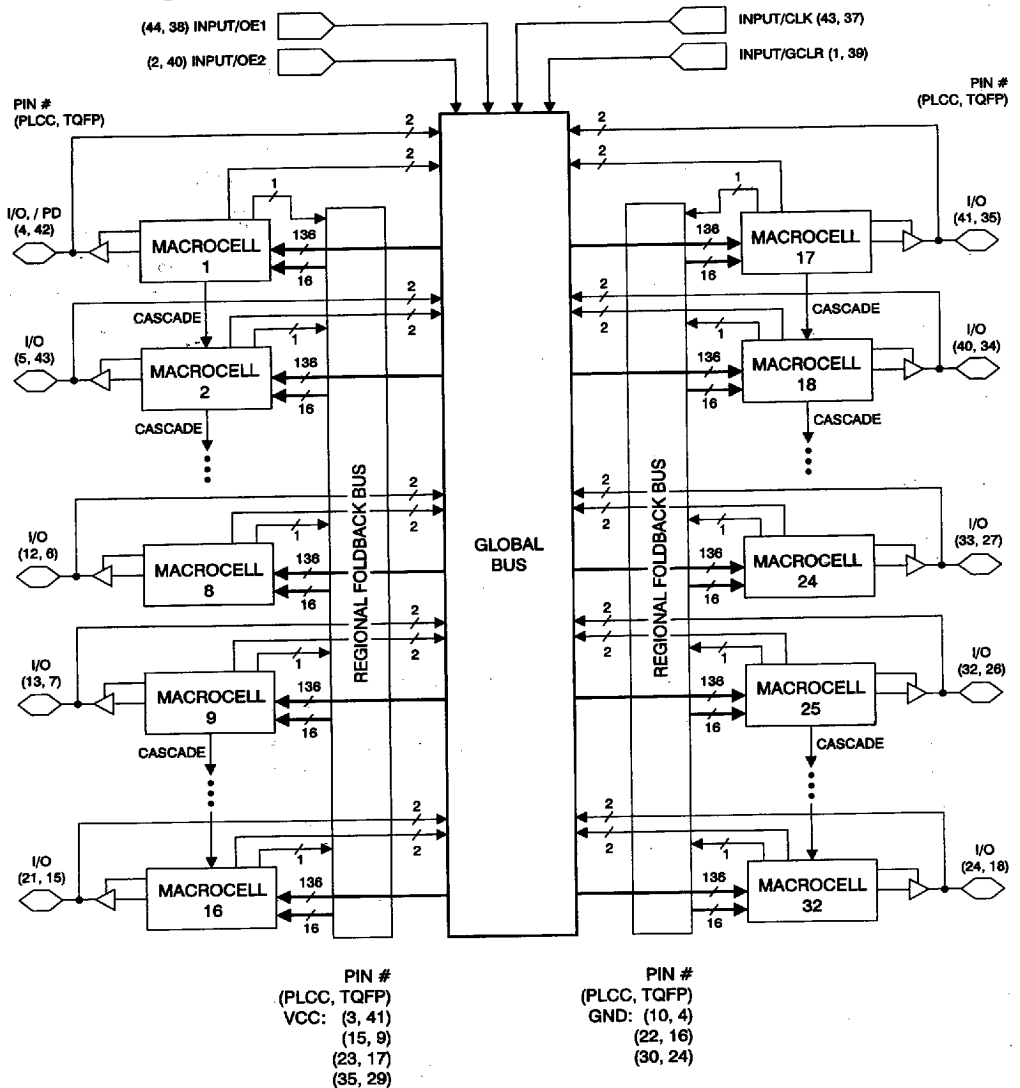 (44, 38) INPUT/OE1
INPUT/CLK (43, 37)
(2, 40) INPUT/OE2
INPUT/GCLR (1, 39)
PIN #
(PLCC, TQFP)
PIN #
(PLCC, TQFP)
2
2
2
2
1
1
I/O, / PD
(4, 42)
MACROCELL
1
136
16
136
16
MACROCELL
17
I/O
(41, 35)
CASCADE
CASCADE
2
2
1
2
2
1
I/O
(5, 43)
MACROCELL
2
136
16
136
16
MACROCELL
18
I/O
(40, 34)
CASCADE
CASCADE
REGIONAL FOLDBACK BUS
GLOBAL
BUS
REGIONAL FOLDBACK BUS
2
2
1
2
2
1
I/O
(12, 6)
MACROCELL
8
136
16
136
16
MACROCELL
24
I/O
(33, 27)
2
2
1
2
2
1
I/O
(13, 7)
MACROCELL
9
136
16
136
16
MACROCELL
25
I/O
(32, 26)
CASCADE
CASCADE
2
2
1
2
2
1
I/O
(21, 15)
MACROCELL
16
136
16
136
16
MACROCELL
32
I/O
(24, 18)
PIN #
(PLCC, TQFP)
VCC: (3, 41)
(15, 9)
(23, 17)
(35, 29)
PIN #
(PLCC, TQFP)
GND: (10, 4)
(22, 16)
(30, 24)